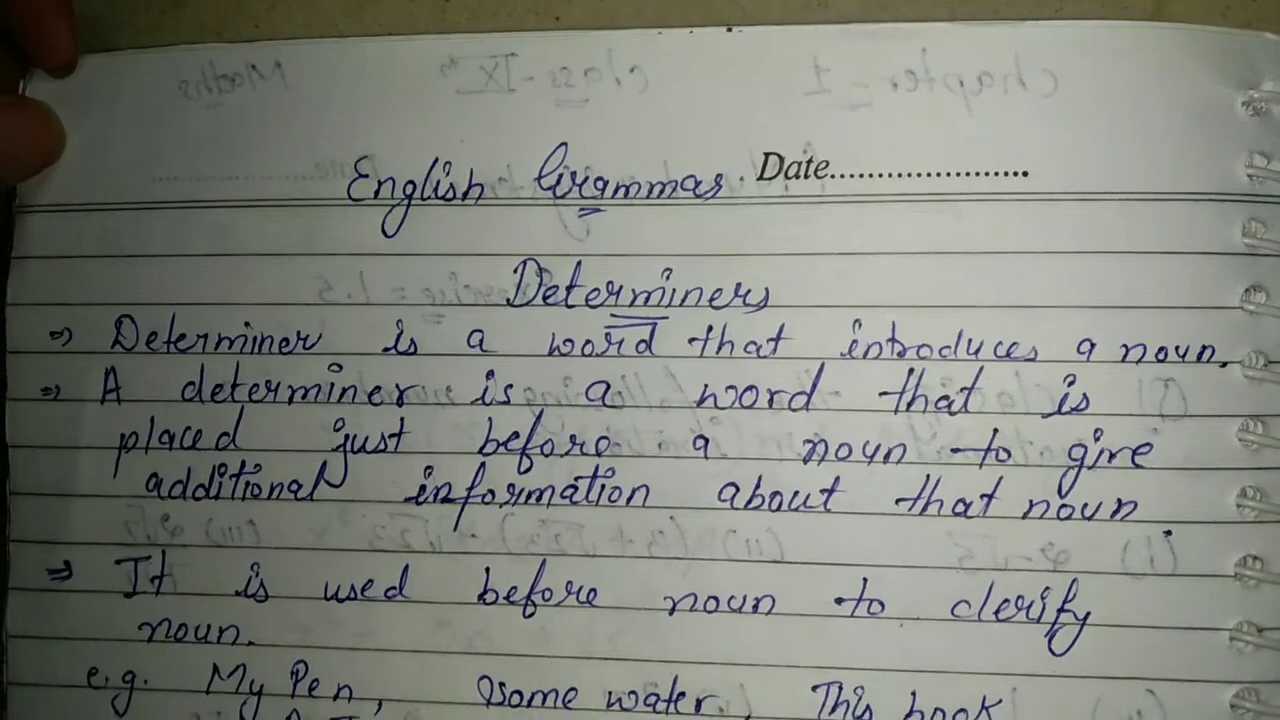 English Grammar. Date....................
Determiners
⇒ Determiner is a word that introduces a noun.
⇒ A determiner is a word that is
placed just before a noun to give
additional information about that noun
⇒ It is used before noun to clerify
noun.
e.g. My Pen, some water, This book